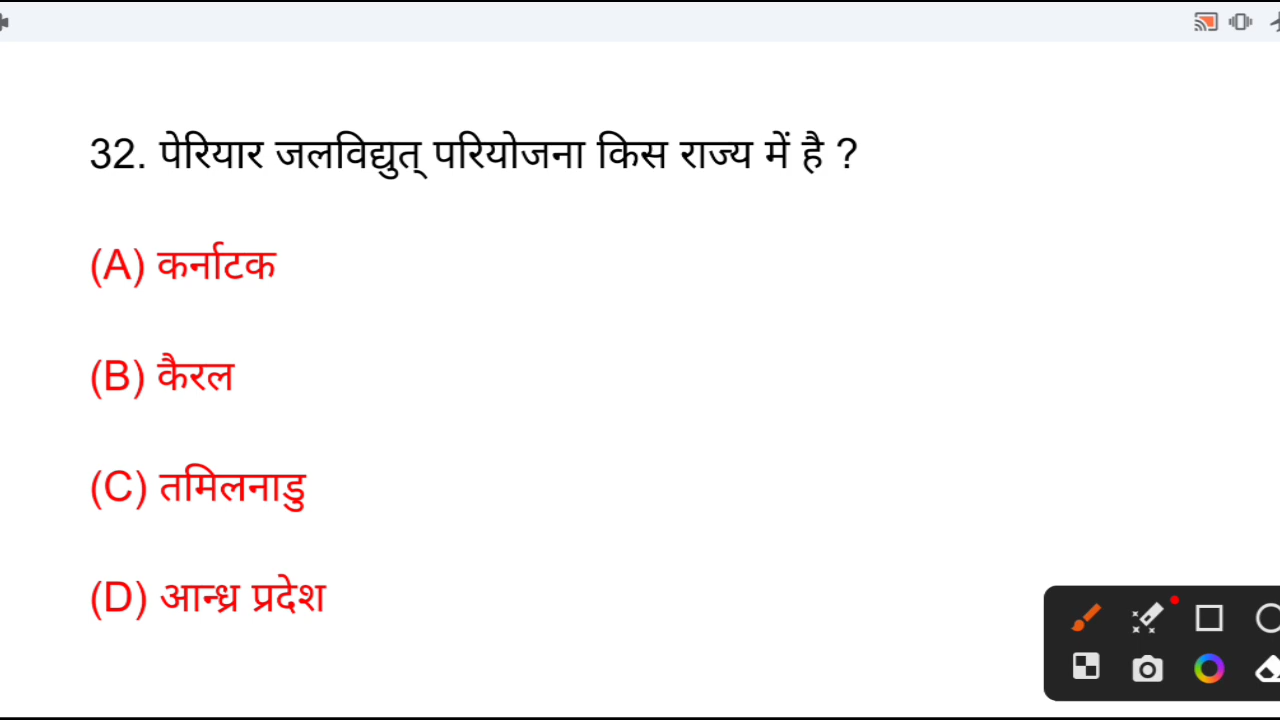 32. पेरियार जलविद्युत् परियोजना किस राज्य में है ?
(A) कर्नाटक
(B) कैरल
(C) तमिलनाडु
(D) आन्ध्र प्रदेश